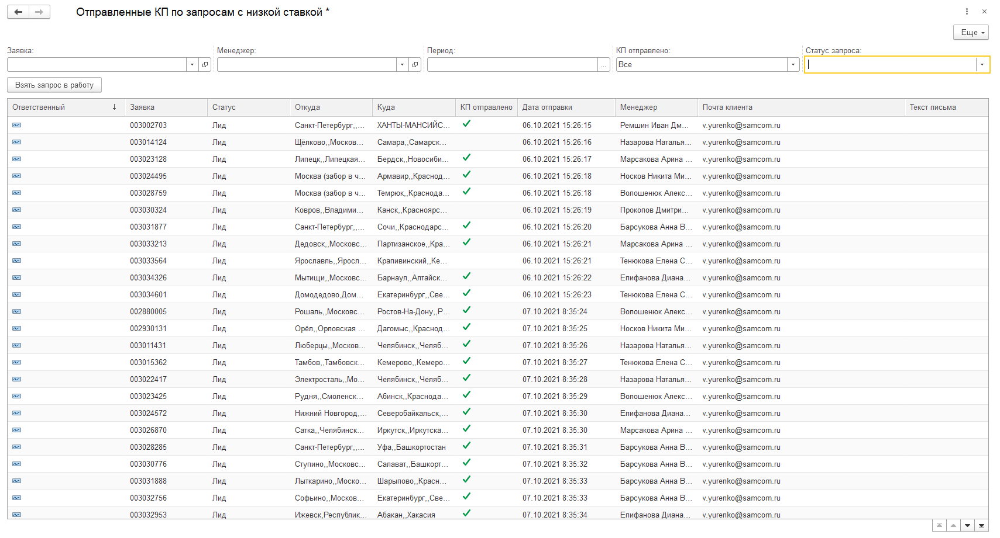 Отправленные КП по запросам с низкой ставкой *
Еще
Заявка: Менеджер: Период: КП отправлено: Статус запроса:
... Все
Взять запрос в работу
Ответственный Заявка Статус Откуда Куда КП отправлено Дата отправки Менеджер Почта клиента Текст письма
003002703 Лид Санкт-Петербург,,... ХАНТЫ-МАНСИЙС... 06.10.2021 15:26:15 Ремшин Иван Дм... v.yurenko@samcom.ru
003014124 Лид Щёлково,,Москов... Самара,,Самарск... 06.10.2021 15:26:16 Назарова Наталья... v.yurenko@samcom.ru
003023128 Лид Липецк,,Липецкая... Бердск,,Новосиби... 06.10.2021 15:26:17 Марсакова Арина ... v.yurenko@samcom.ru
003024495 Лид Москва (забор в ч... Армавир,,Краснод... 06.10.2021 15:26:18 Носков Никита Ми... v.yurenko@samcom.ru
003028759 Лид Москва (забор в ч... Темрюк,,Краснода... 06.10.2021 15:26:18 Волошенюк Алекс... v.yurenko@samcom.ru
003030324 Лид Ковров,,Владими... Канск,,Красноярс... 06.10.2021 15:26:19 Прокопов Дмитри... v.yurenko@samcom.ru
003031877 Лид Санкт-Петербург,,... Сочи,,Краснодарс... 06.10.2021 15:26:20 Барсукова Анна В... v.yurenko@samcom.ru
003033213 Лид Дедовск,,Московс... Партизанское,,Кра... 06.10.2021 15:26:21 Марсакова Арина ... v.yurenko@samcom.ru
003033564 Лид Ярославль,,Яросл... Крапивинский,,Ке... 06.10.2021 15:26:21 Тенюкова Елена С... v.yurenko@samcom.ru
003034326 Лид Мытищи,,Московс... Барнаул,,Алтайск... 06.10.2021 15:26:22 Епифанова Диана... v.yurenko@samcom.ru
003034601 Лид Домодедово,Дом... Екатеринбург,,Све... 06.10.2021 15:26:23 Тенюкова Елена С... v.yurenko@samcom.ru
002880005 Лид Рошаль,,Московс... Ростов-На-Дону,,Р... 07.10.2021 8:35:24 Волошенюк Алекс... v.yurenko@samcom.ru
002930131 Лид Орёл,,Орловская ... Дагомыс,,Краснод... 07.10.2021 8:35:25 Носков Никита Ми... v.yurenko@samcom.ru
003011431 Лид Люберцы,,Москов... Челябинск,,Челяб... 07.10.2021 8:35:26 Назарова Наталья... v.yurenko@samcom.ru
003015362 Лид Тамбов,,Тамбовск... Кемерово,,Кемеро... 07.10.2021 8:35:27 Тенюкова Елена С... v.yurenko@samcom.ru
003022417 Лид Электросталь,,Мо... Челябинск,,Челяб... 07.10.2021 8:35:28 Назарова Наталья... v.yurenko@samcom.ru
003023425 Лид Рудня,,Смоленск... Абинск,,Краснода... 07.10.2021 8:35:29 Волошенюк Алекс... v.yurenko@samcom.ru
003024572 Лид Нижний Новгород,... Северобайкальск,... 07.10.2021 8:35:30 Епифанова Диана... v.yurenko@samcom.ru
003026870 Лид Сатка,,Челябинск... Иркутск,,Иркутска... 07.10.2021 8:35:30 Марсакова Арина ... v.yurenko@samcom.ru
003028285 Лид Санкт-Петербург,,... Уфа,,Башкортостан 07.10.2021 8:35:31 Барсукова Анна В... v.yurenko@samcom.ru
003030776 Лид Ступино,,Московс... Салават,,Башкорт... 07.10.2021 8:35:32 Барсукова Анна В... v.yurenko@samcom.ru
003031888 Лид Лыткарино,,Моско... Шарыпово,,Красн... 07.10.2021 8:35:33 Барсукова Анна В... v.yurenko@samcom.ru
003032756 Лид Софьино,,Москов... Екатеринбург,,Све... 07.10.2021 8:35:33 Барсукова Анна В... v.yurenko@samcom.ru
003032953 Лид Ижевск,Республик... Абакан,,Хакасия 07.10.2021 8:35:34 Епифанова Диана... v.yurenko@samcom.ru